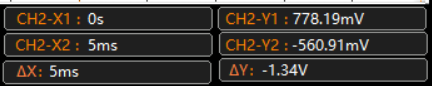 CH2-X1 : 0s
CH2-Y1 : 778.19mV
CH2-X2 : 5ms
CH2-Y2 : -560.91mV
ΔX: 5ms
ΔY: -1.34V